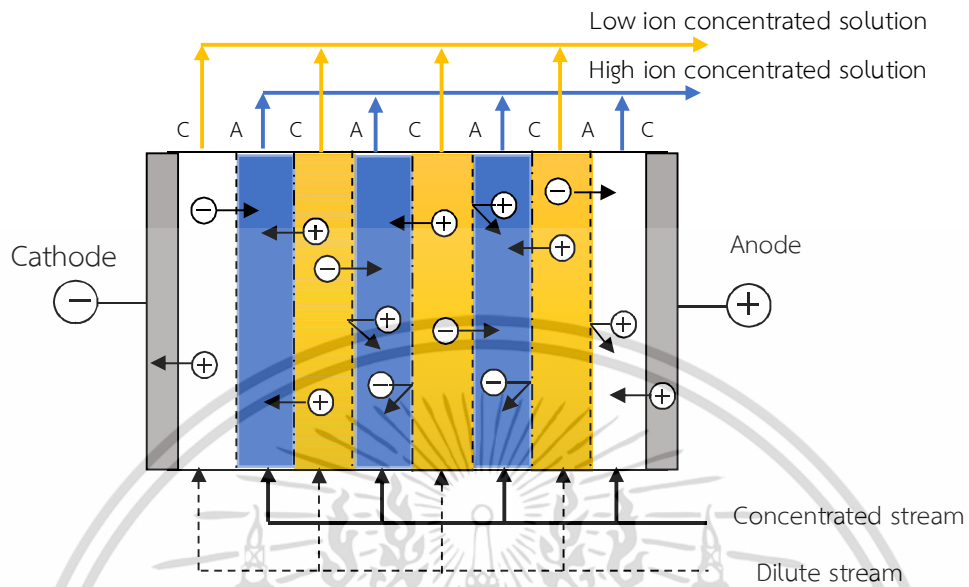 Low ion concentrated solution
High ion concentrated solution
C A C A C A C A C
Cathode
Anode
Concentrated stream
Dilute stream